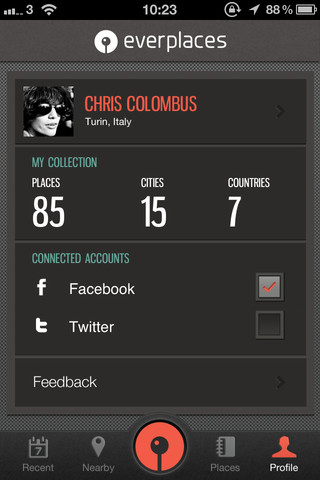 3 10:23 88 %
everplaces
CHRIS COLOMBUS
Turin, Italy
MY COLLECTION
PLACES CITIES COUNTRIES
85 15 7
CONNECTED ACCOUNTS
f Facebook
t Twitter
Feedback
7
Recent Nearby Places Profile